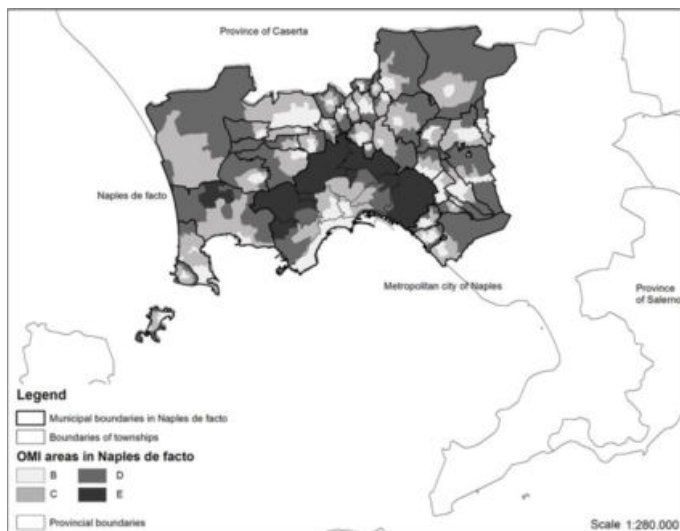 Province of Caserta
Naples de facto
Metropolitan city of Naples
Province
of Salerno
Legend
Municipal boundaries in Naples de facto
Boundaries of townships
OMI areas in Naples de facto
B
D
C
E
Provincial boundaries
Scale 1:280.000